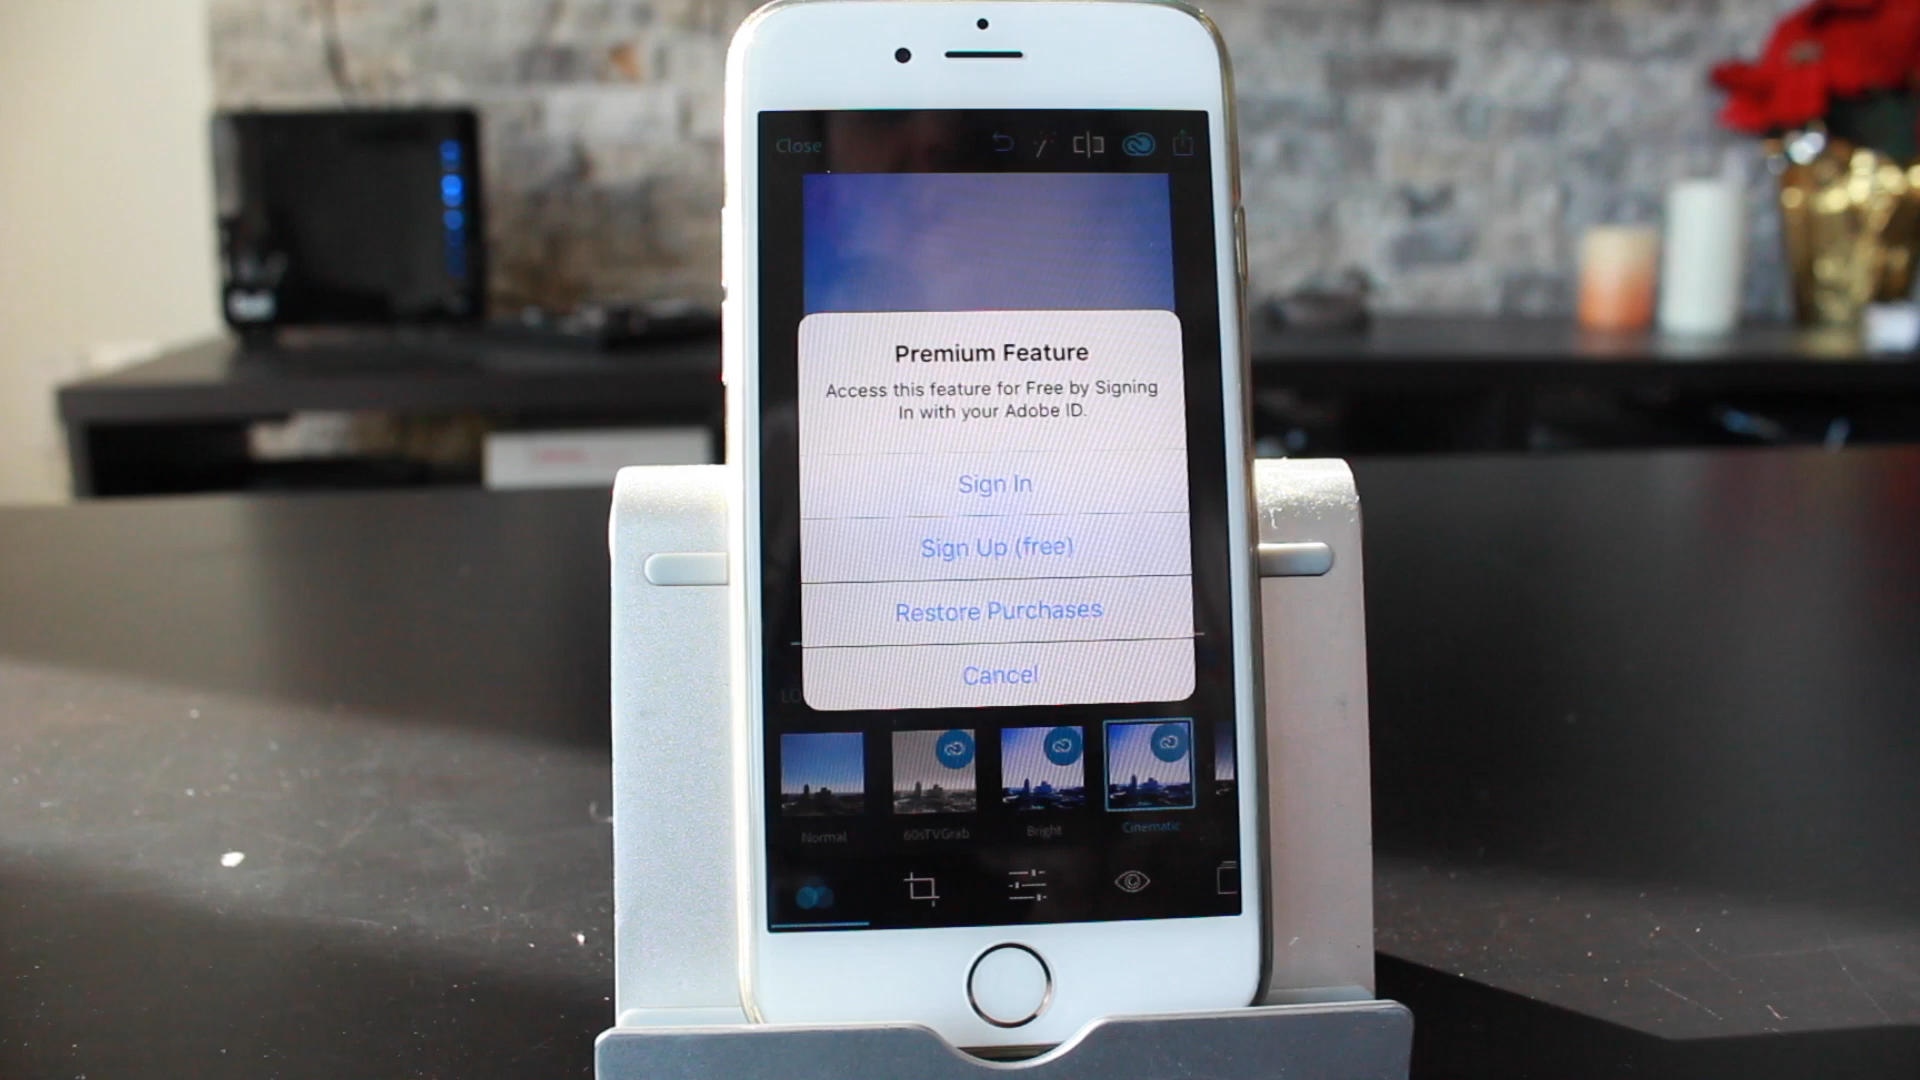 Close
Premium Feature
Access this feature for Free by Signing
In with your Adobe ID.
Sign In
Sign Up (free)
Restore Purchases
Cancel
LO
Normal
60sTVGrab
Bright
Cinematic